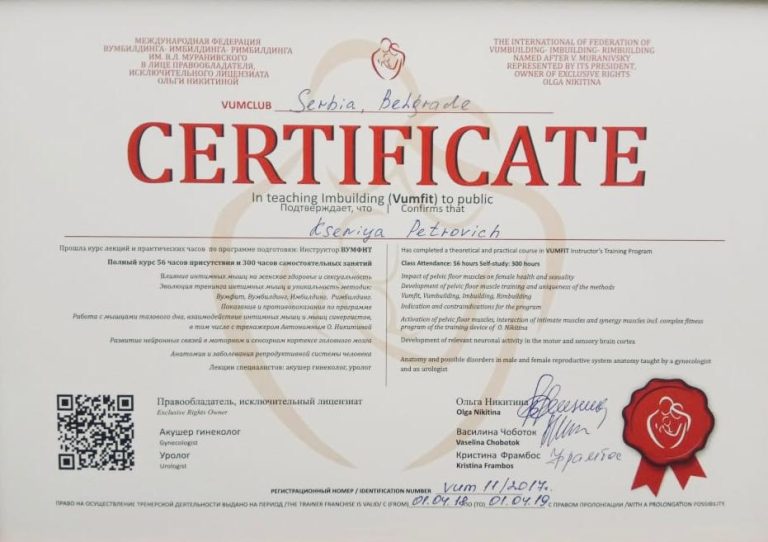 МЕЖДУНАРОДНАЯ ФЕДЕРАЦИЯ
ВУМБИЛДИНГА- ИМБИЛДИНГА- РИМБИЛДИНГА
ИМ. В.Л. МУРАНИВСКОГО
В ЛИЦЕ ПРАВООБЛАДАТЕЛЯ,
ИСКЛЮЧИТЕЛЬНОГО ЛИЦЕНЗИАТА
ОЛЬГИ НИКИТИНОЙ
THE INTERNATIONAL OF FEDERATION OF
VUMBUILDING- IMBUILDING- RIMBUILDING
NAMED AFTER V. MURANIVSKY
REPRESENTED BY ITS PRESIDENT,
OWNER OF EXCLUSIVE RIGHTS
OLGA NIKITINA
VUMCLUB Serbia, Belgrade
CERTIFICATE
In teaching Imbuilding (Vumfit) to public
Подтверждает, что | Confirms that
Kseniya Petrovich
Прошла курс лекций и практических часов по программе подготовки: Инструктор ВУМФИТ
Полный курс 56 часов присутствия и 300 часов самостоятельных занятий
Влияние интимных мышц на женское здоровье и сексуальность
Эволюция тренинга интимных мышц и уникальность методик:
Вумфит, Вумбилдинг, Имбилдинг, Римбилдинг.
Показания и противопоказания по программе
Работа с мышцами тазового дна, взаимодействие интимных мышц и мышц синергистов,
в том числе с тренажером Автономным О. Никитиной
Развитие нейронных связей в моторном и сенсорном кортексе головного мозга
Анатомия и заболевания репродуктивной системы человека
Лекции специалистов: акушер гинеколог, уролог
Has completed a theoretical and practical course in VUMFIT Instructor's Training Program
Class Attendance: 56 hours Self-study: 300 hours
Impact of pelvic floor muscles on female health and sexuality
Development of pelvic floor muscle training and uniqueness of the methods
Vumfit, Vumbuilding, Imbuilding, Rimbuilding
Indication and contraindications for the program
Activation of pelvic floor muscles, interaction of intimate muscles and synergy muscles incl. complex fitness
program of the training device of O. Nikitina
Development of relevant neuronal activity in the motor and sensory brain cortex
Anatomy and possible disorders in male and female reproductive system anatomy taught by a gynecologist
and as urologist
Правообладатель, исключительный лицензиат
Exclusive Rights Owner
Акушер гинеколог
Gynecologist
Уролог
Urologist
Ольга Никитина
Olga Nikitina
Василина Чоботок
Vaselina Chobotok
Кристина Фрамбос Фрамбос
Kristina Frambos
РЕГИСТРАЦИОННЫЙ НОМЕР / IDENTIFICATION NUMBER vum 11/2017г.
ПРАВО НА ОСУЩЕСТВЛЕНИЕ ТРЕНЕРСКОЙ ДЕЯТЕЛЬНОСТИ ВЫДАНО НА ПЕРИОД /THE TRAINER FRANCHISE IS VALID/ С (FROM) 01.04.18 ПО (TO) 01.04.19 С ПРАВОМ ПРОЛОНГАЦИИ /WITH A PROLONGATION POSSIBILITY